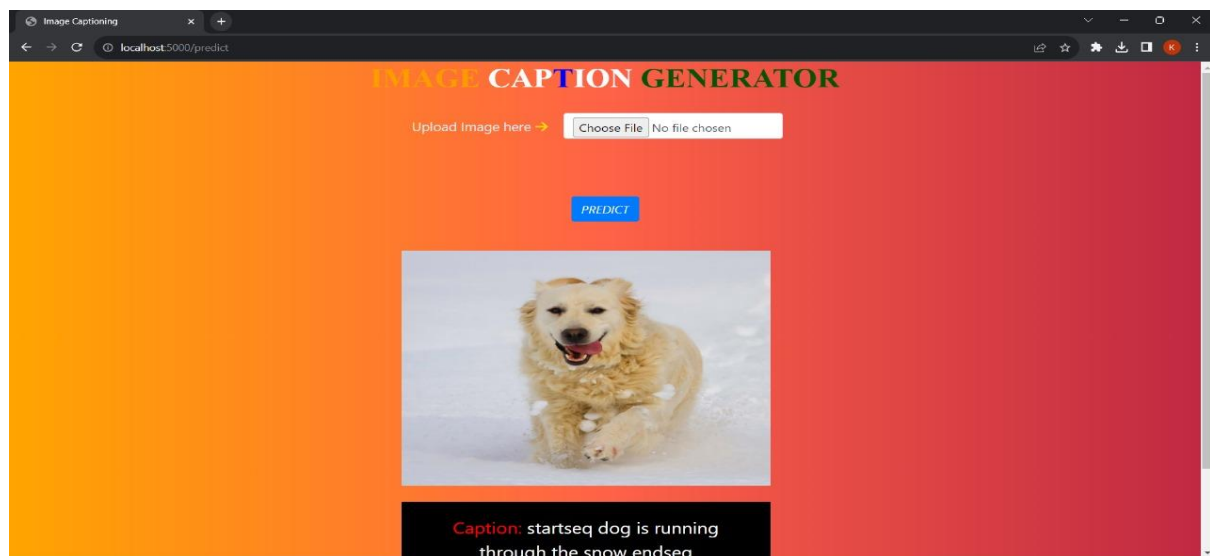 Image Captioning
localhost:5000/predict
K
IMAGE CAPTION GENERATOR
Upload Image here → Choose File No file chosen
PREDICT
Caption: startseq dog is running
through the snow endseq